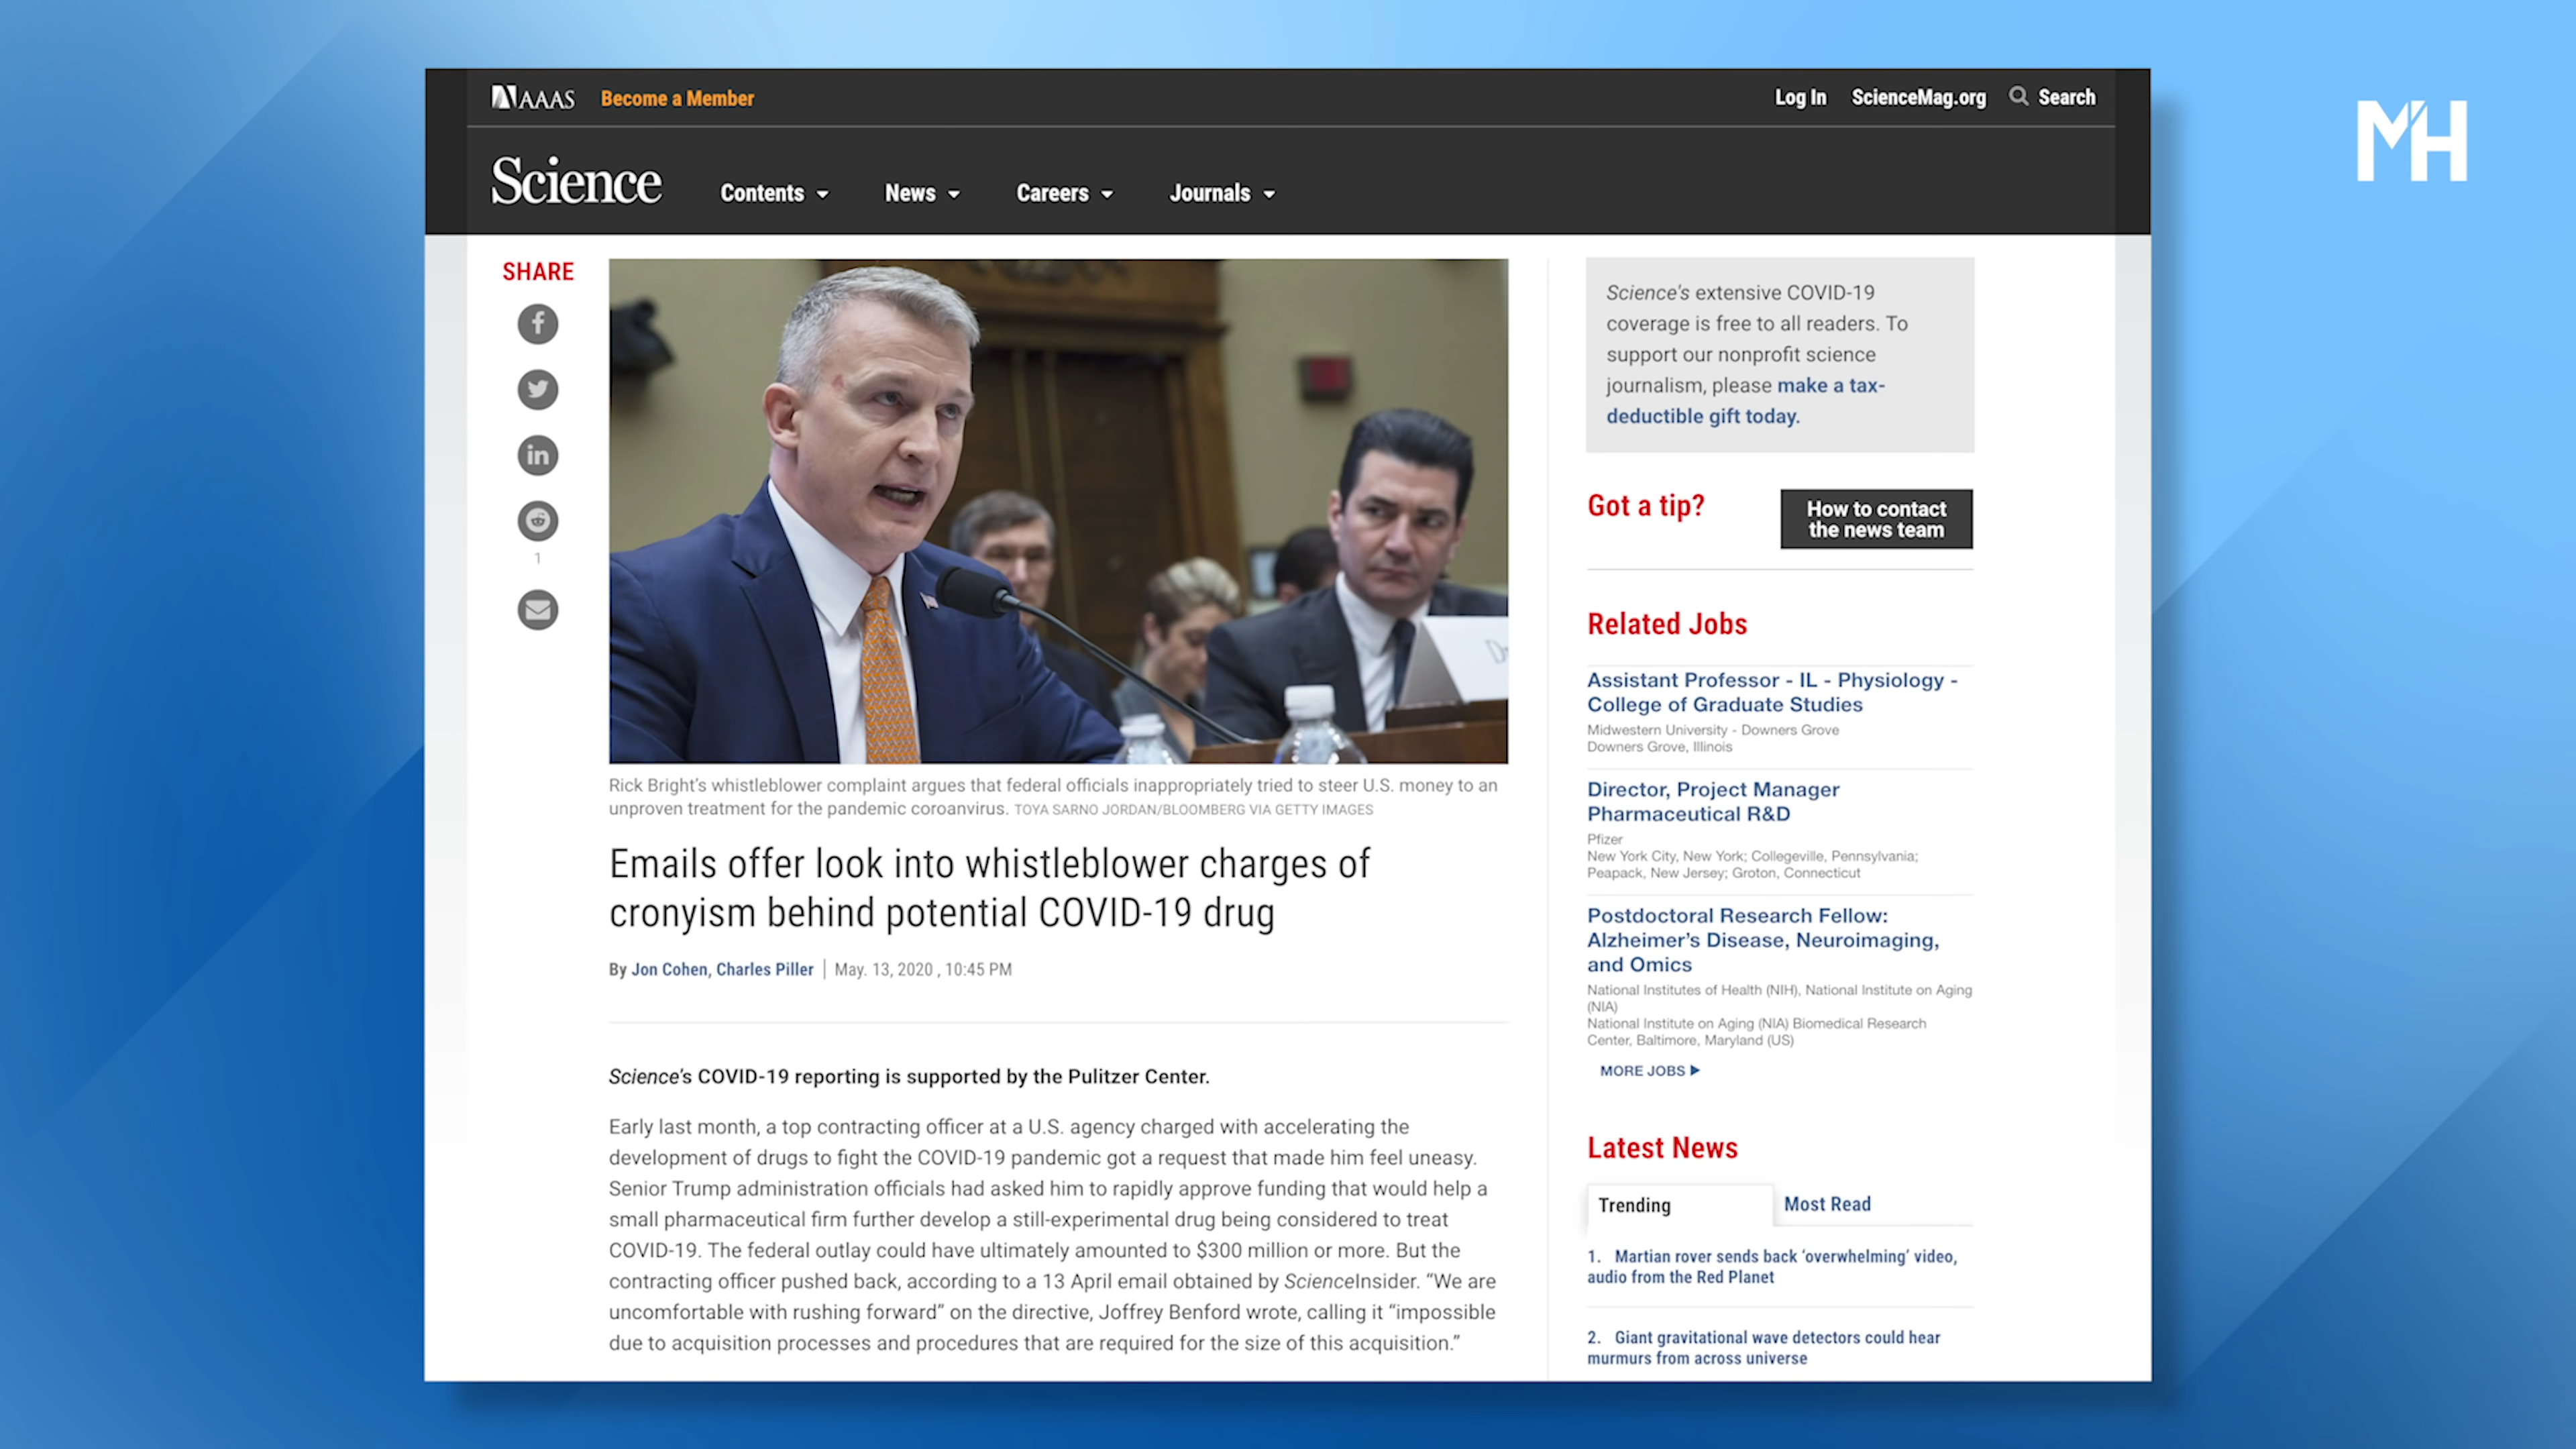 AAAS Become a Member Log In ScienceMag.org Search
MH
Science Contents News Careers Journals
SHARE
1
Rick Bright's whistleblower complaint argues that federal officials inappropriately tried to steer U.S. money to an
unproven treatment for the pandemic coroanvirus. TOYA SARNO JORDAN/BLOOMBERG VIA GETTY IMAGES
Emails offer look into whistleblower charges of
cronyism behind potential COVID-19 drug
By Jon Cohen, Charles Piller | May. 13, 2020 , 10:45 PM
Science's COVID-19 reporting is supported by the Pulitzer Center.
Early last month, a top contracting officer at a U.S. agency charged with accelerating the
development of drugs to fight the COVID-19 pandemic got a request that made him feel uneasy.
Senior Trump administration officials had asked him to rapidly approve funding that would help a
small pharmaceutical firm further develop a still-experimental drug being considered to treat
COVID-19. The federal outlay could have ultimately amounted to $300 million or more. But the
contracting officer pushed back, according to a 13 April email obtained by ScienceInsider. “We are
uncomfortable with rushing forward” on the directive, Joffrey Benford wrote, calling it “impossible
due to acquisition processes and procedures that are required for the size of this acquisition.”
Science's extensive COVID-19
coverage is free to all readers. To
support our nonprofit science
journalism, please make a tax-
deductible gift today.
Got a tip?
How to contact
the news team
Related Jobs
Assistant Professor - IL - Physiology -
College of Graduate Studies
Midwestern University - Downers Grove
Downers Grove, Illinois
Director, Project Manager
Pharmaceutical R&D
Pfizer
New York City, New York; Collegeville, Pennsylvania;
Peapack, New Jersey; Groton, Connecticut
Postdoctoral Research Fellow:
Alzheimer's Disease, Neuroimaging,
and Omics
National Institutes of Health (NIH), National Institute on Aging
(NIA)
National Institute on Aging (NIA) Biomedical Research
Center, Baltimore, Maryland (US)
MORE JOBS
Latest News
Trending Most Read
1. Martian rover sends back ‘overwhelming’ video,
audio from the Red Planet
2. Giant gravitational wave detectors could hear
murmurs from across universe